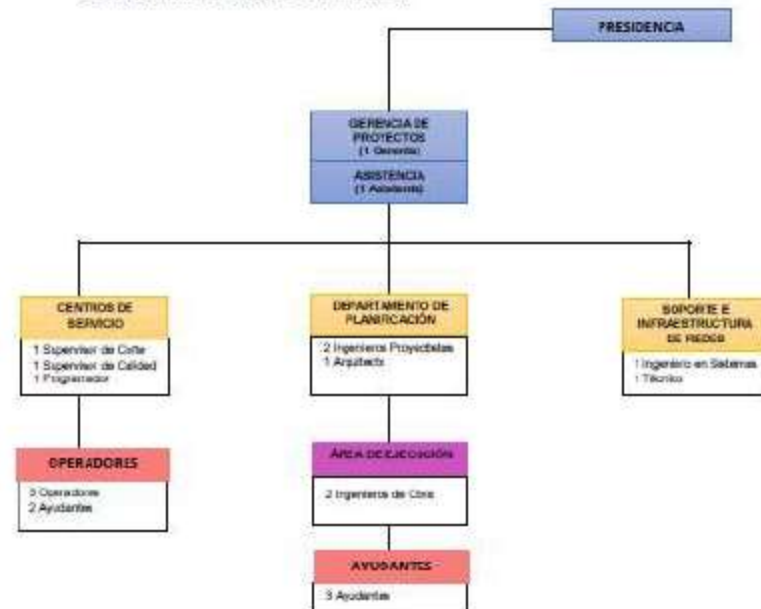 PRESIDENCIA
GERENCIA DE
PROYECTOS
(1 Gerente)
ASISTENCIA
(1 Asistente)
CENTROS DE
SERVICIO
1 Supervisor de Corte
1 Supervisor de Calidad
1 Programador
DEPARTAMENTO DE
PLANIFICACIÓN
2 Ingenieros Proyectistas
1 Arquitecto
SOPORTE E
INFRAESTRUCTURA
DE REDES
1 Ingeniero en Sistemas
1 Técnico
OPERADORES
3 Operadores
2 Ayudantes
ÁREA DE EJECUCIÓN
2 Ingenieros de Obra
AYUDANTES
3 Ayudantes